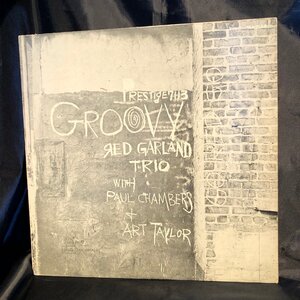 PRESTIGE 7113
GROOVY
RED GARLAND
TRIO
WITH
PAUL CHAMBERS
+
ART TAYLOR